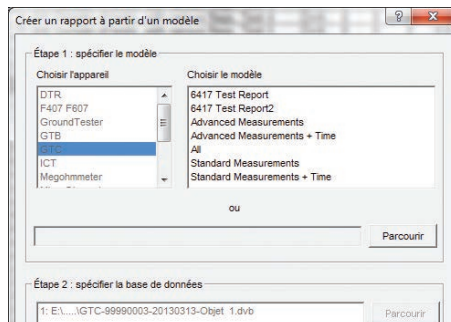 Créer un rapport à partir d'un modèle
Étape 1 : spécifier le modèle
Choisir l'appareil
Choisir le modèle
DTR
F407 F607
GroundTester
GTB
GTC
ICT
Megohmmeter
6417 Test Report
6417 Test Report2
Advanced Measurements
Advanced Measurements + Time
All
Standard Measurements
Standard Measurements + Time
ou
Parcourir
Étape 2 : spécifier la base de données
1: E:\.....\GTC-99990003-20130313-Objet 1.dvb
Parcourir